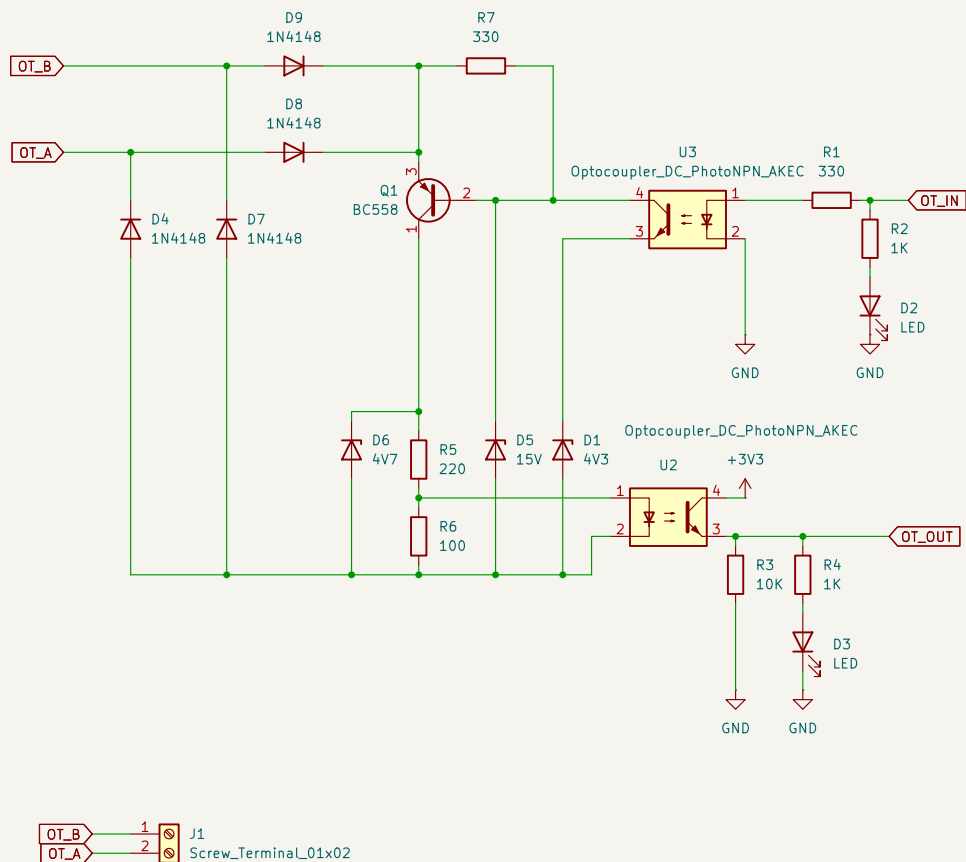 D9
1N4148
R7
330
OT_B
D8
1N4148
OT_A
3
Q1
BC558
2
1
U3
Optocoupler_DC_PhotoNPN_AKEC
4
1
3
2
R1
330
OT_IN
R2
1K
D4
1N4148
D7
1N4148
D2
LED
GND
GND
D6
4V7
R5
220
D5
15V
D1
4V3
Optocoupler_DC_PhotoNPN_AKEC
U2
+3V3
1
4
2
3
OT_OUT
R6
100
R3
10K
R4
1K
D3
LED
GND
GND
OT_B
1
J1
OT_A
2
Screw_Terminal_01x02